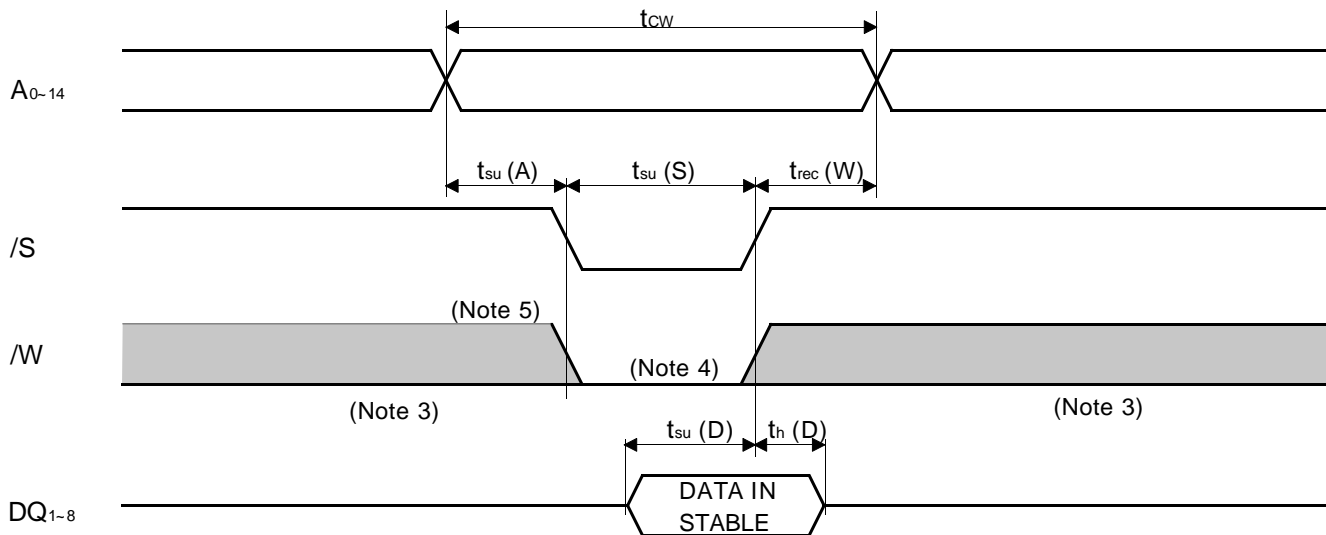 tCW
A0~14
tsu (A) tsu (S) trec (W)
/S
(Note 5)
/W
(Note 4)
(Note 3) (Note 3)
tsu (D) th (D)
DATA IN
DQ1~8
STABLE